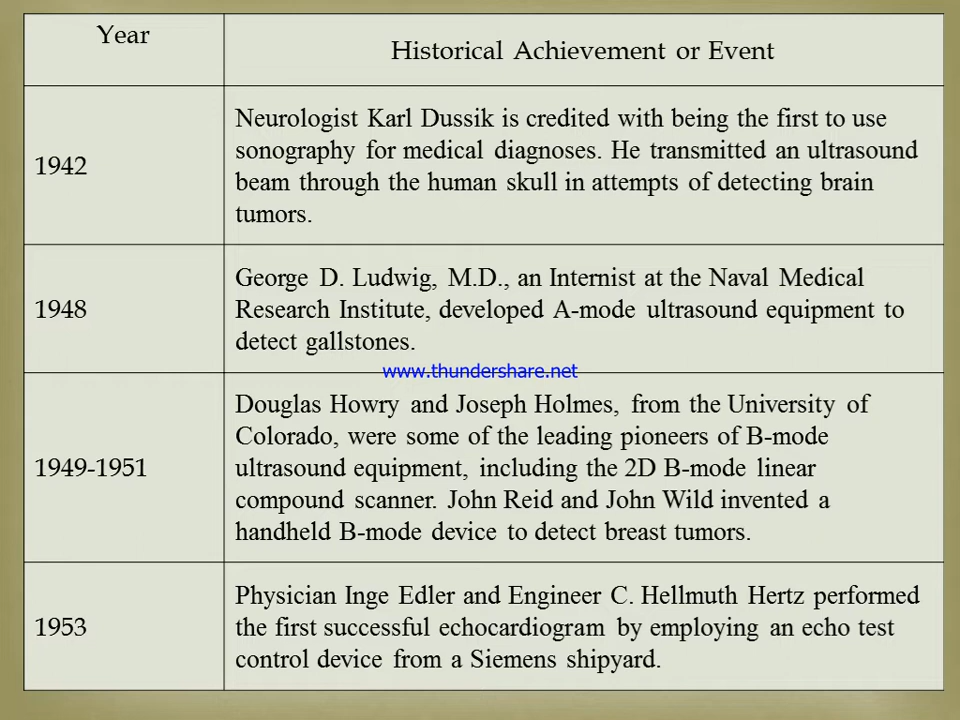 Year
Historical Achievement or Event
1942
Neurologist Karl Dussik is credited with being the first to use
sonography for medical diagnoses. He transmitted an ultrasound
beam through the human skull in attempts of detecting brain
tumors.
1948
George D. Ludwig, M.D., an Internist at the Naval Medical
Research Institute, developed A-mode ultrasound equipment to
detect gallstones.
www.thundershare.net
1949-1951
Douglas Howry and Joseph Holmes, from the University of
Colorado, were some of the leading pioneers of B-mode
ultrasound equipment, including the 2D B-mode linear
compound scanner. John Reid and John Wild invented a
handheld B-mode device to detect breast tumors.
1953
Physician Inge Edler and Engineer C. Hellmuth Hertz performed
the first successful echocardiogram by employing an echo test
control device from a Siemens shipyard.